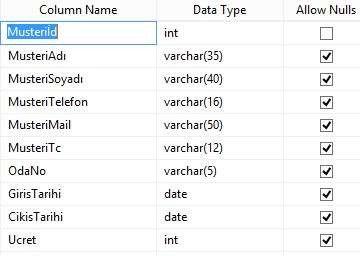 Column Name Data Type Allow Nulls
MusteriId int
MusteriAdı varchar(35)
MusteriSoyadı varchar(40)
MusteriTelefon varchar(16)
MusteriMail varchar(50)
MusteriTc varchar(12)
OdaNo varchar(5)
GirisTarihi date
CikisTarihi date
Ucret int